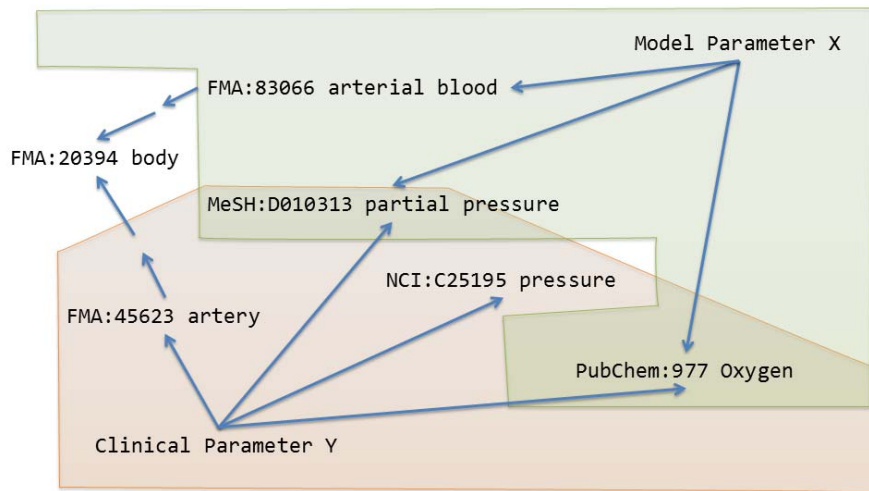 Model Parameter X
FMA:83066 arterial blood
FMA:20394 body
MeSH:D010313 partial pressure
NCI:C25195 pressure
FMA:45623 artery
PubChem:977 Oxygen
Clinical Parameter Y